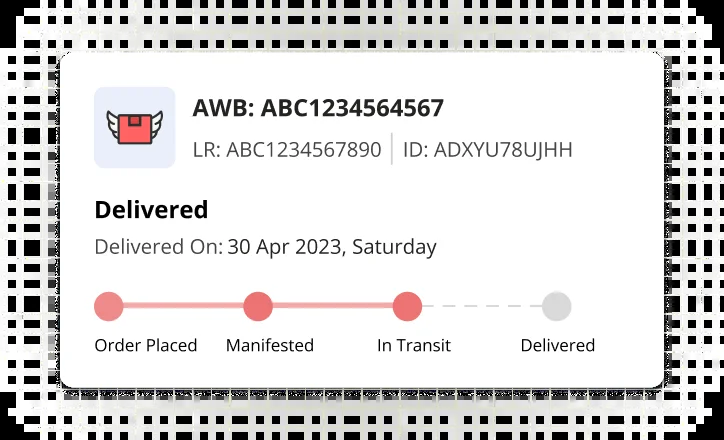 AWB: ABC1234564567
LR: ABC1234567890 ID: ADXYU78UJHH
Delivered
Delivered On: 30 Apr 2023, Saturday
Order Placed Manifested In Transit Delivered